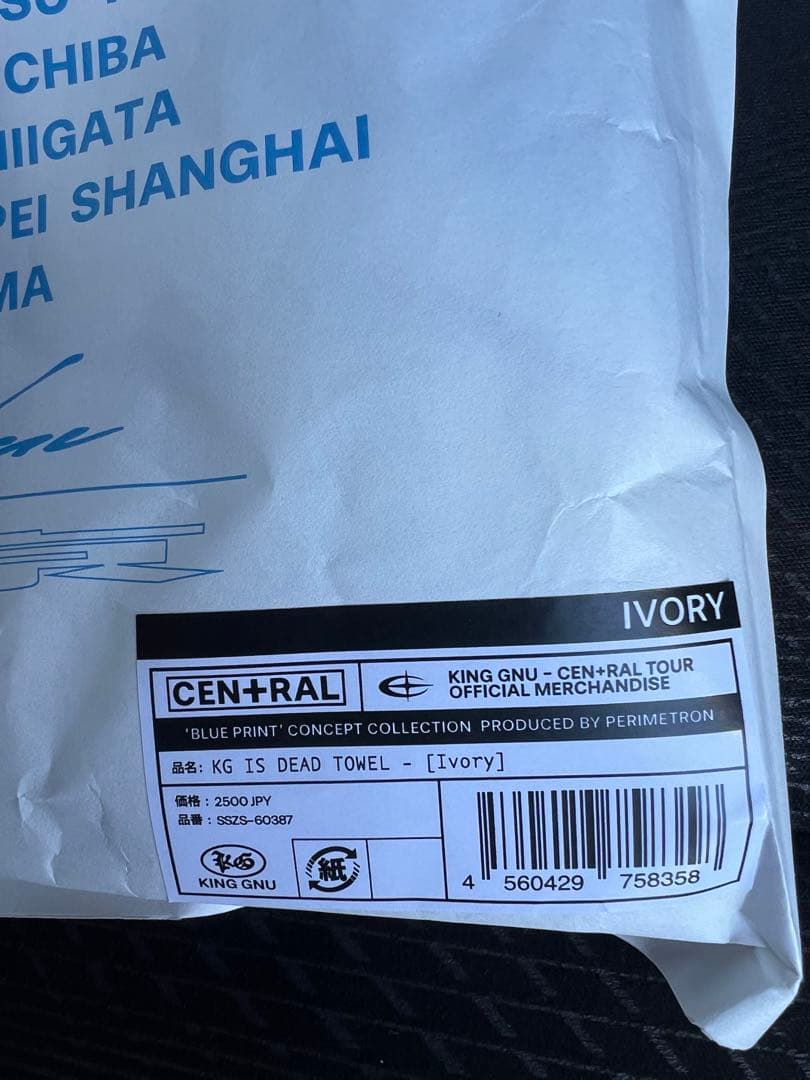 CHIBA
SHANGHAI
IVORY
CEN+RAL
KING GNU - CEN+RAL TOUR
OFFICIAL MERCHANDISE
'BLUE PRINT' CONCEPT COLLECTION PRODUCED BY PERIMETRON
品名: KG IS DEAD TOWEL - [Ivory]
価格 : 2500 JPY
品番 : SSZS-60387
KG
KING GNU
紙
4 560429 758358